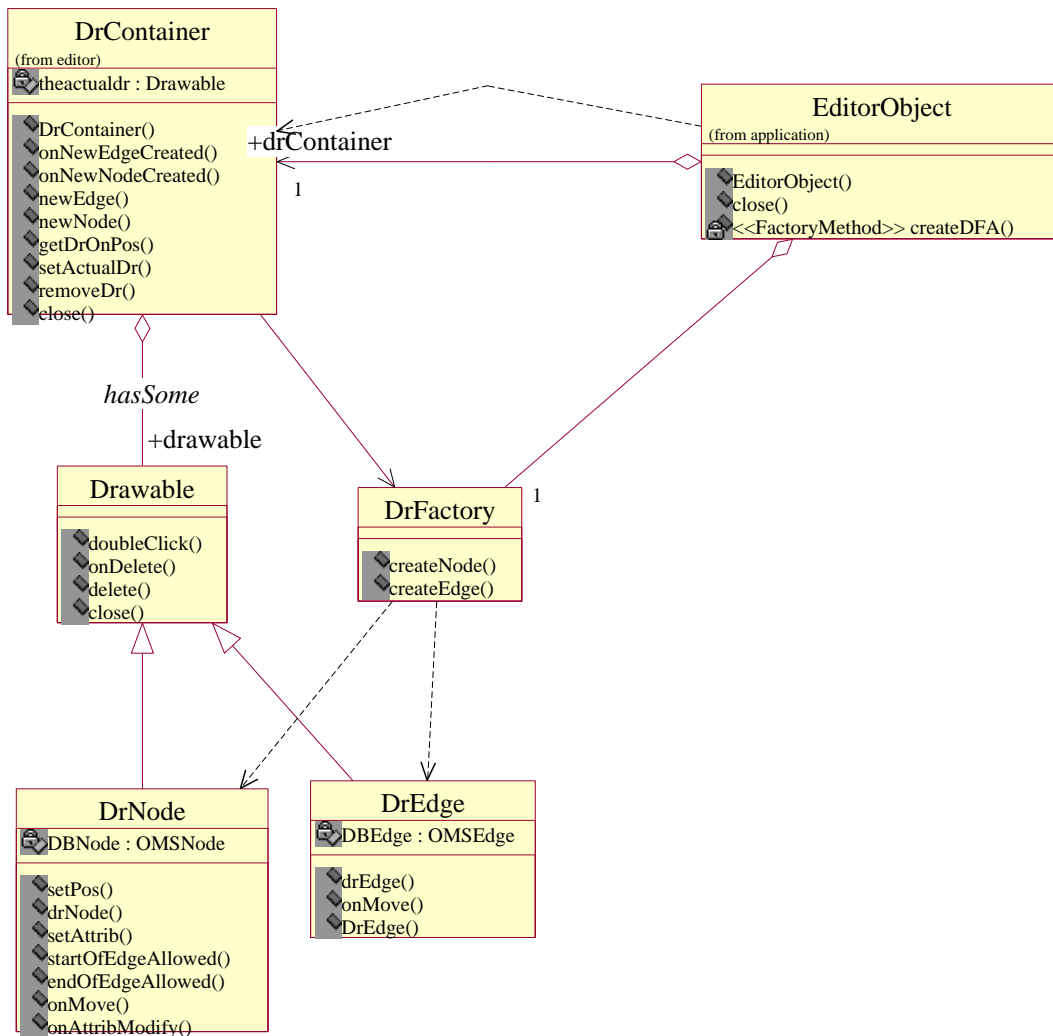 DrContainer
(from editor)
theactualdr : Drawable
DrContainer()
onNewEdgeCreated()
onNewNodeCreated()
newEdge()
newNode()
getDrOnPos()
setActualDr()
removeDr()
close()
+drContainer
1
EditorObject
(from application)
EditorObject()
close()
<<FactoryMethod>> createDFA()
hasSome
+drawable
Drawable
doubleClick()
onDelete()
delete()
close()
DrFactory
1
createNode()
createEdge()
DrNode
DBNode : OMSNode
setPos()
drNode()
setAttrib()
startOfEdgeAllowed()
endOfEdgeAllowed()
onMove()
onAttribModify()
DrEdge
DBEdge : OMSEdge
drEdge()
onMove()
DrEdge()